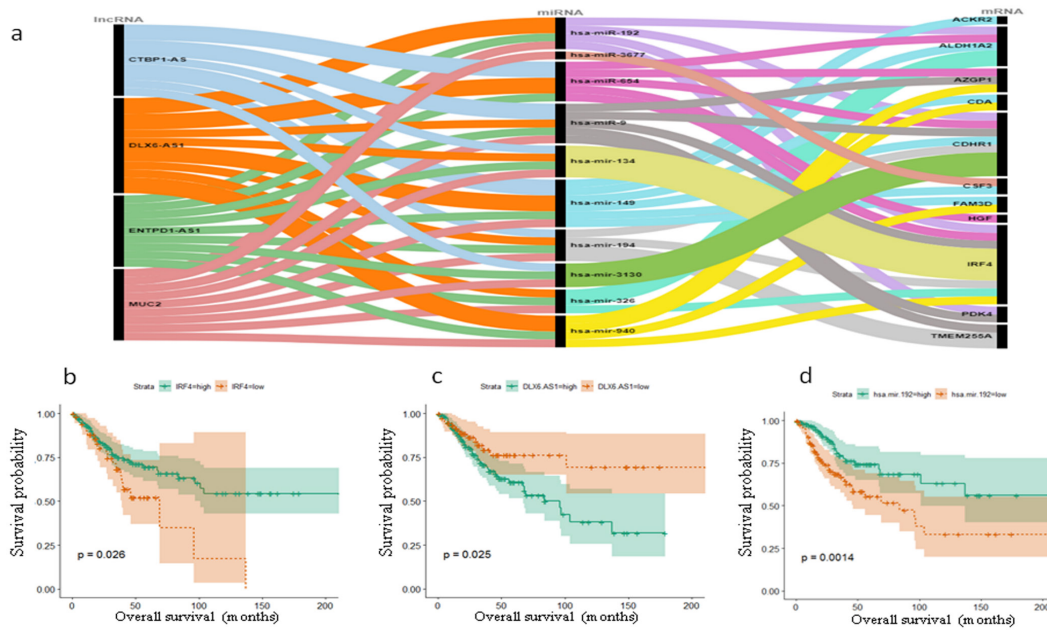 a
lncRNA
miRNA
mRNA
CTBP1-AS
DLX6-AS1
ENTPD1-AS1
MUC2
hsa-miR-192
hsa-miR-3677
hsa-miR-654
hsa-miR-9
hsa-mir-134
hsa-mir-149
hsa-mir-194
hsa-mir-3130
hsa-mir-326
hsa-mir-940
ACKR2
ALDH1A2
AZGP1
CDA
CDHR1
CSF3
FAM3D
HGF
IRF4
PDK4
TMEM255A
b
Strata IRF4=high IRF4=low
Survival probability
1.00
0.75
0.50
0.25
0.00
p = 0.026
0 50 100 150 200
Overall survival (months)
c
Strata DLX6.AS1=high DLX6.AS1=low
Survival probability
1.00
0.75
0.50
0.25
0.00
p = 0.025
0 50 100 150 200
Overall survival (months)
d
Strata hsa.mir.192=high hsa.mir.192=low
Survival probability
1.00
0.75
0.50
0.25
0.00
p = 0.0014
0 50 100 150 200
Overall survival (months)